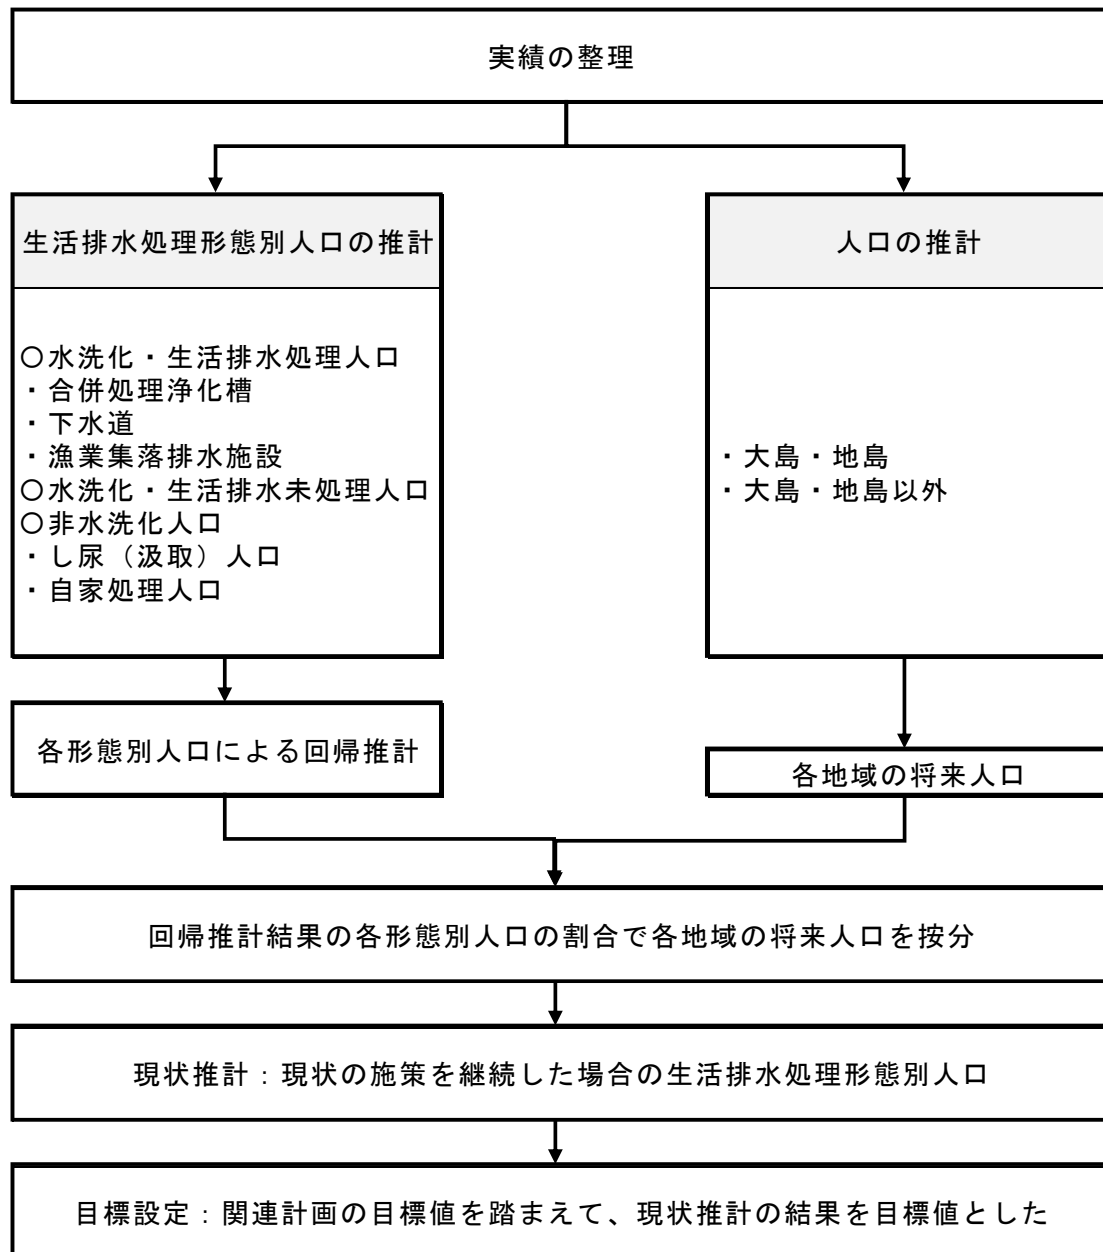 実績の整理
生活排水処理形態別人口の推計
〇水洗化・生活排水処理人口
・合併処理浄化槽
・下水道
・漁業集落排水施設
〇水洗化・生活排水未処理人口
〇非水洗化人口
・し尿（汲取）人口
・自家処理人口
人口の推計
・大島・地島
・大島・地島以外
各形態別人口による回帰推計
各地域の将来人口
回帰推計結果の各形態別人口の割合で各地域の将来人口を按分
現状推計：現状の施策を継続した場合の生活排水処理形態別人口
目標設定：関連計画の目標値を踏まえて、現状推計の結果を目標値とした